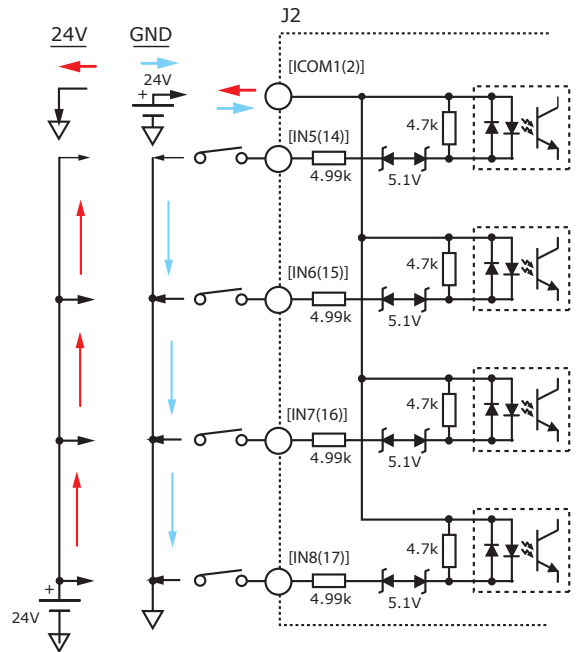 J2
24V GND
24V
+
[ICOM1(2)]
4.7k
[IN5(14)]
4.99k
5.1V
4.7k
[IN6(15)]
4.99k
5.1V
4.7k
[IN7(16)]
4.99k
5.1V
4.7k
[IN8(17)]
4.99k
5.1V
+
24V